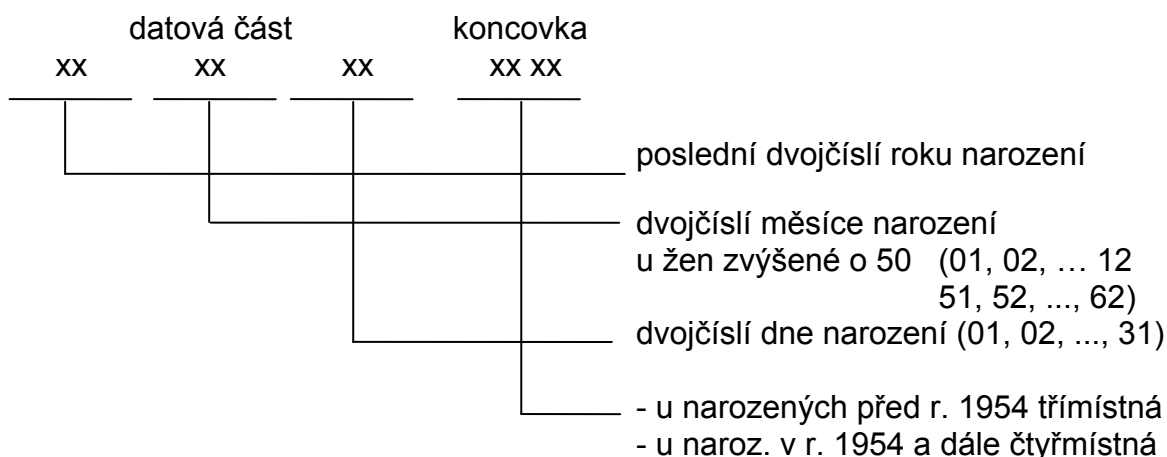 datová část koncovka
xx xx xx xx xx
poslední dvojčíslí roku narození
dvojčíslí měsíce narození
u žen zvýšené o 50 (01, 02, … 12
51, 52, ..., 62)
dvojčíslí dne narození (01, 02, ..., 31)
- u narozených před r. 1954 třímístná
- u naroz. v r. 1954 a dále čtyřmístná